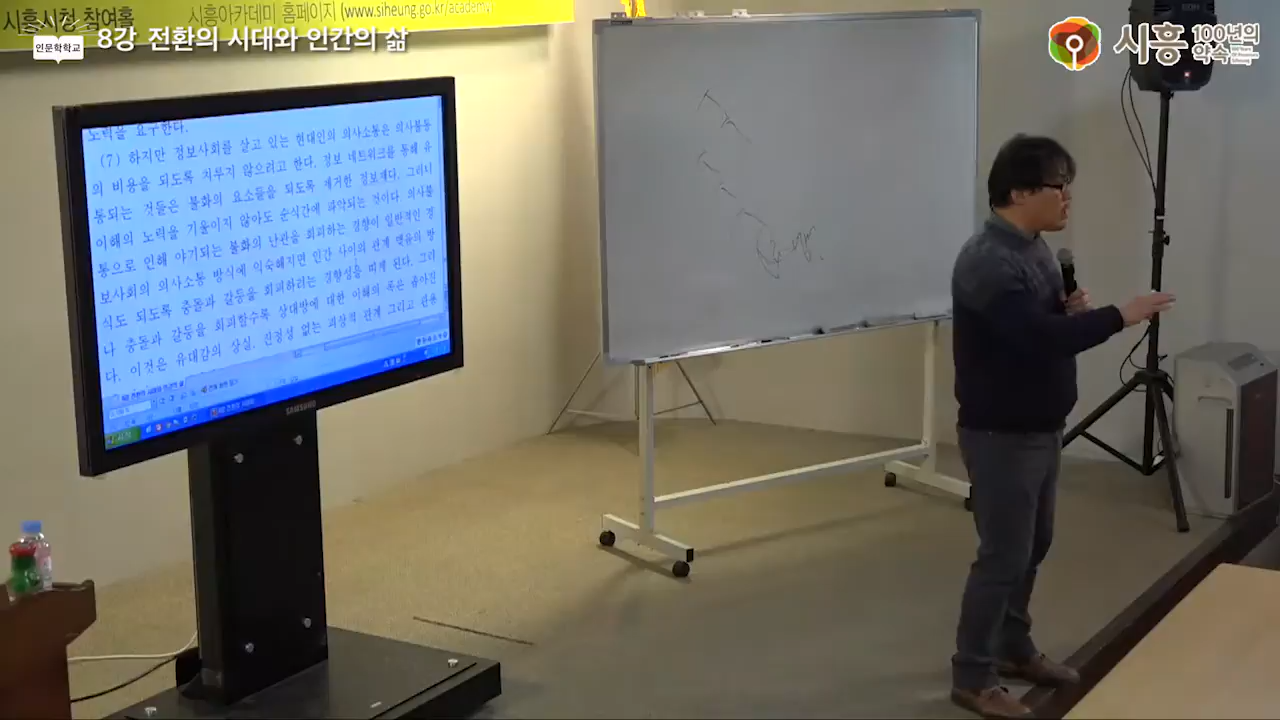 시흥시청 참여홀 시흥아카데미 홈페이지 (www.siheung.go.kr/academy)
인문학학교
8강 전환의 시대와 인간의 삶
시흥 100년의
약속
노력을 요구한다.
(7) 하지만 정보사회를 살고 있는 현대인의 의사소통은 의사불통
의 비용을 되도록 치루지 않으려고 한다. 정보 네트워크를 통해 유
통되는 것들은 불화의 요소들을 되도록 제거한 정보재다. 그러니
이해의 노력을 기울이지 않아도 순식간에 파악되는 것이다. 의사불
통으로 인해 야기되는 불화의 난관을 회피하는 경향이 일반적인 정
보사회의 의사소통 방식에 익숙해지면 인간 사이의 관계 맺음의 방
식도 되도록 충돌과 갈등을 회피하려는 경향성을 띠게 된다. 그러
나 충돌과 갈등을 회피할수록 상대방에 대한 이해의 폭은 좁아진
다. 이것은 유대감의 상실, 진정성 없는 피상적 관계 그리고 관용
SAMSUNG